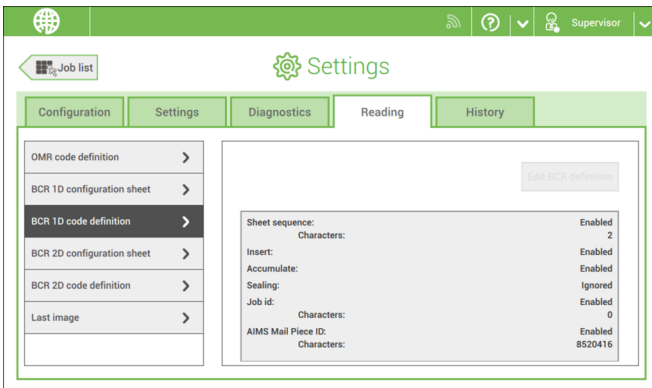 Supervisor
Job list
Settings
Configuration
Settings
Diagnostics
Reading
History
OMR code definition
BCR 1D configuration sheet
BCR 1D code definition
BCR 2D configuration sheet
BCR 2D code definition
Last image
Edit BCR definition
Sheet sequence: Enabled
Characters: 2
Insert: Enabled
Accumulate: Enabled
Sealing: Ignored
Job id: Enabled
Characters: 0
AIMS Mail Piece ID: Enabled
Characters: 8520416